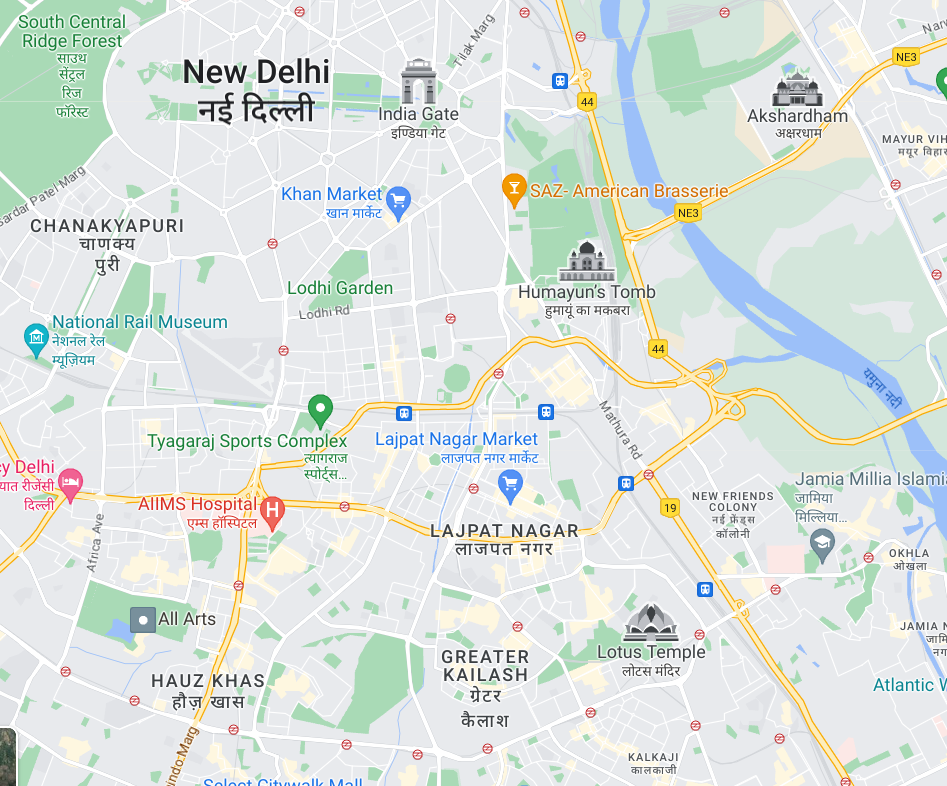 South Central
Ridge Forest
साउथ
सेंट्रल
रिज
फॉरेस्ट
New Delhi
नई दिल्ली
Tilak Marg
India Gate
इण्डिया गेट
44
NE3
Akshardham
अक्षरधाम
MAYUR VIH
मयूर विहार
Sardar Patel Marg
Khan Market
खान मार्केट
SAZ- American Brasserie
NE3
CHANAKYAPURI
चाणक्य
पुरी
Lodhi Garden
Lodhi Rd
Humayun's Tomb
हुमायूं का मकबरा
National Rail Museum
नेशनल रेल
म्यूज़ियम
44
यमुना नदी
Tyagaraj Sports Complex
त्यागराज
स्पोर्ट्स...
Lajpat Nagar Market
लाजपत नगर मार्केट
Mathura Rd
cy Delhi
यात रीजेंसी
दिल्ली
AIIMS Hospital
एम्स हॉस्पिटल
H
Africa Ave
LAJPAT NAGAR
लाजपत नगर
19
NEW FRIENDS
COLONY
नई फ्रेंड्स
कॉलोनी
Jamia Millia Islamia
जामिया
मिल्लिया...
OKHLA
ओखला
All Arts
Lotus Temple
लोटस मंदिर
JAMIA N
जामि
नग
HAUZ KHAS
हौज़ खास
GREATER
KAILASH
ग्रेटर
कैलाश
Atlantic W
KALKAJI
कालकाजी
indo Marg
Select Citywalk Mall